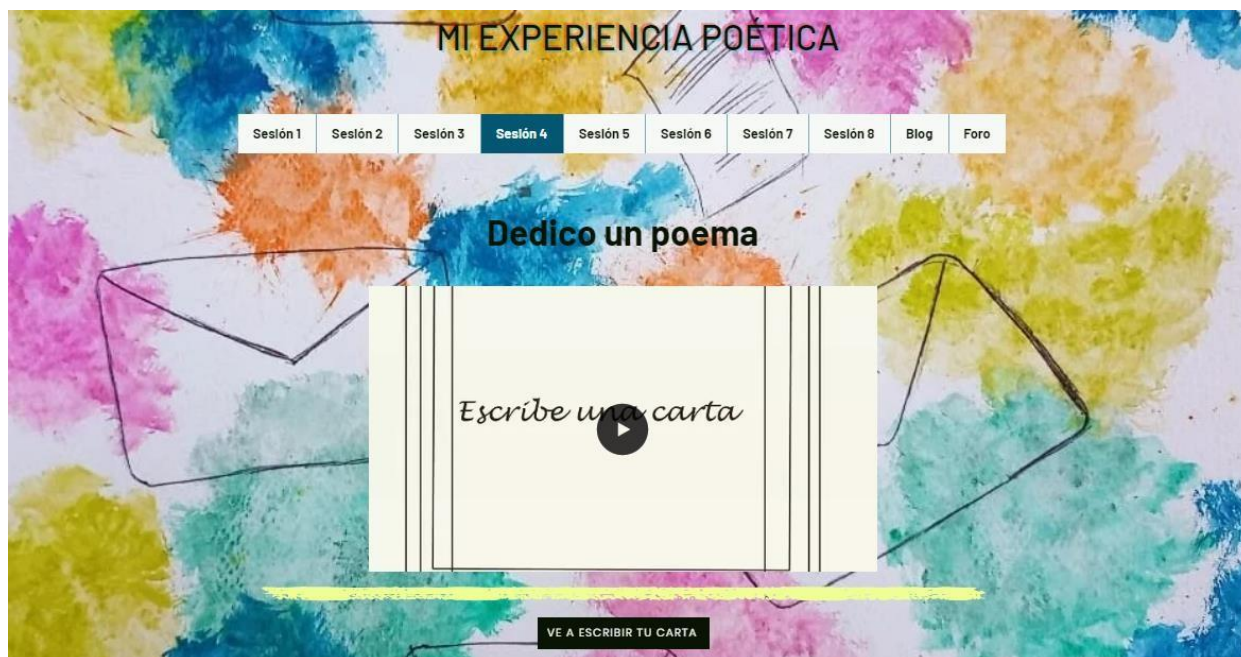 MI EXPERIENCIA POÉTICA
Sesión 1 Sesión 2 Sesión 3 Sesión 4 Sesión 5 Sesión 6 Sesión 7 Sesión 8 Blog Foro
Dedico un poema
Escribe una carta
VE A ESCRIBIR TU CARTA